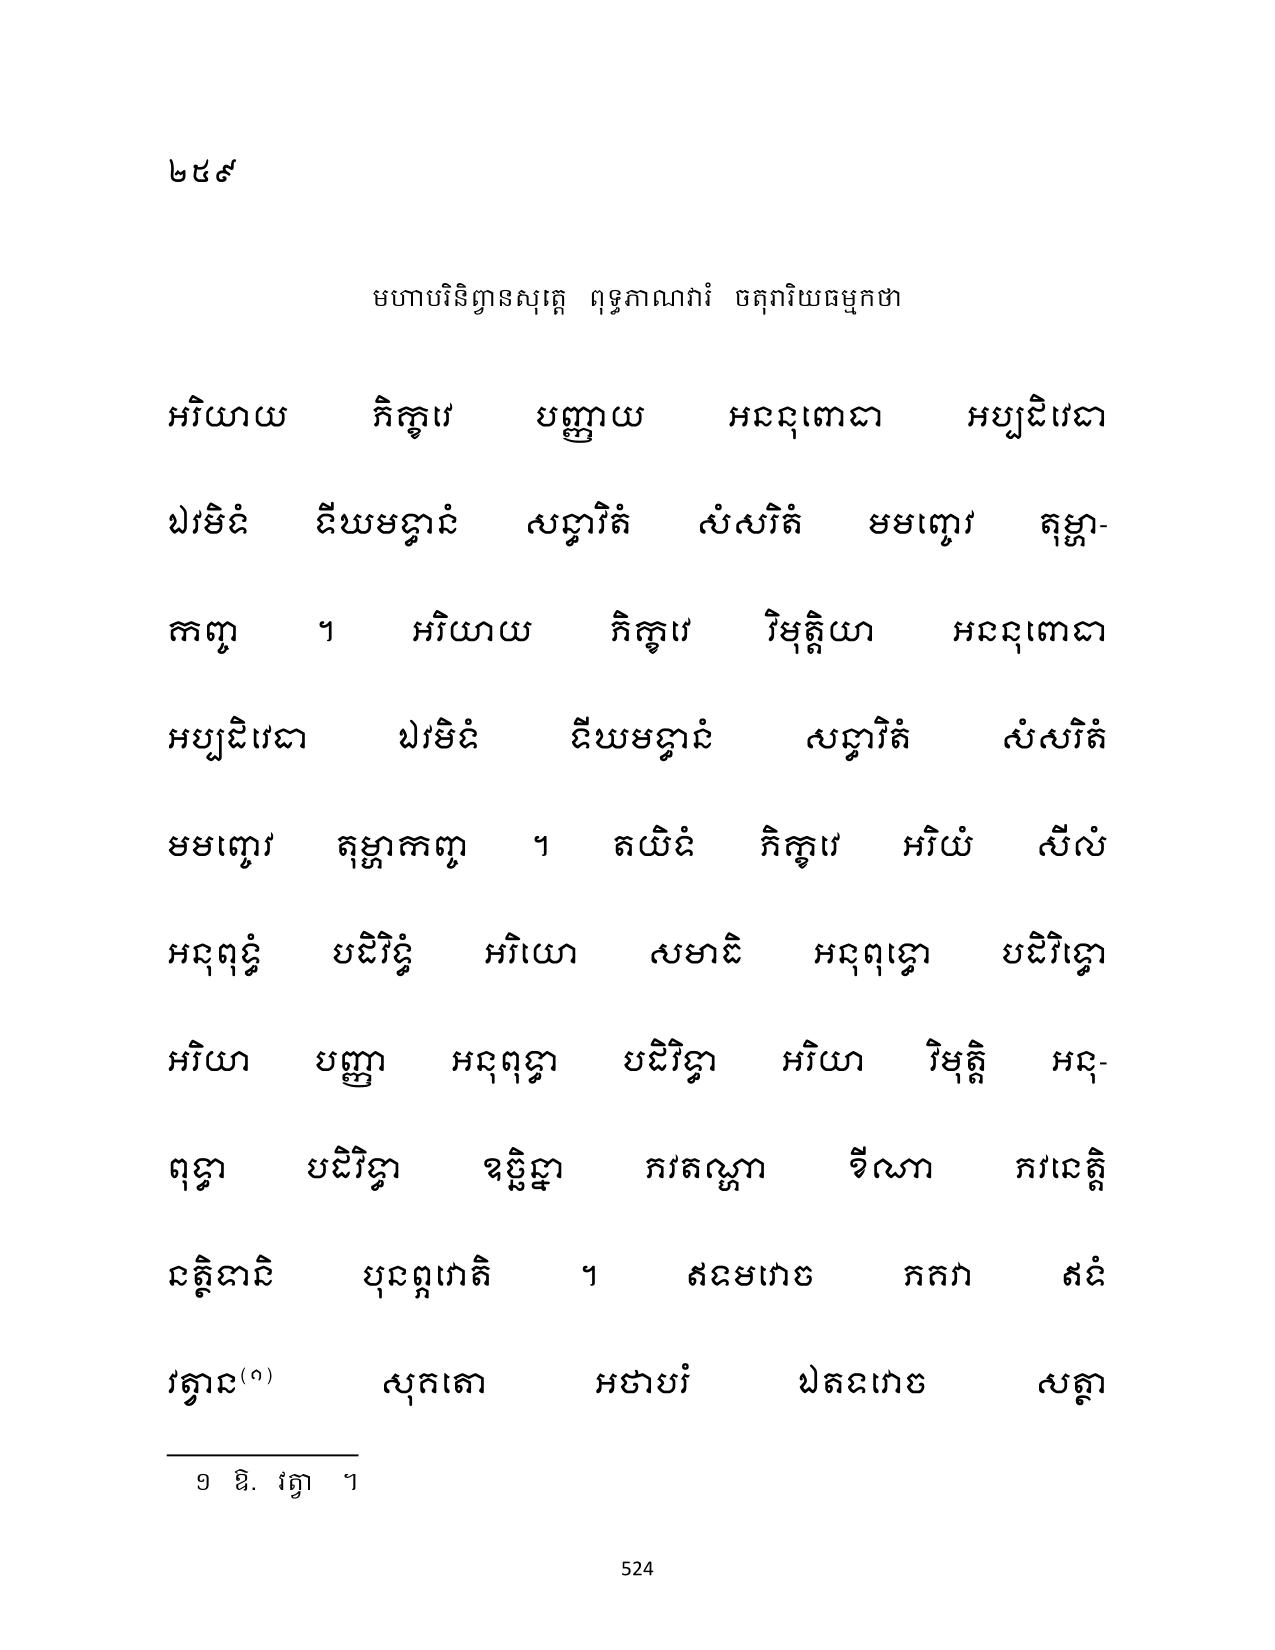 ២៥៩
មហាបរិនិព្វានសុត្តេ ពុទ្ធភាណវារំ ចតុរារិយធម្មកថា
អរិយាយ ភិក្ខវេ បញ្ញាយ អននុពោធា អប្បដិវេធា
ឯវមិទំ ទីឃមទ្ធានំ សន្ធាវិតំ សំសរិតំ មមញ្ចេវ តុម្ហា-
កញ្ច ។ អរិយាយ ភិក្ខវេ វិមុត្តិយា អននុពោធា
អប្បដិវេធា ឯវមិទំ ទីឃមទ្ធានំ សន្ធាវិតំ សំសរិតំ
មមញ្ចេវ តុម្ហាកញ្ច ។ តយិទំ ភិក្ខវេ អរិយំ សីលំ
អនុពុទ្ធំ បដិវិទ្ធំ អរិយោ សមាធិ អនុពុទ្ធោ បដិវិទ្ធោ
អរិយា បញ្ញា អនុពុទ្ធា បដិវិទ្ធា អរិយា វិមុត្តិ អនុ-
ពុទ្ធា បដិវិទ្ធា ឧច្ឆិន្នា ភវតណ្ហា ខីណា ភវនេត្តិ
នត្ថិទានិ បុនព្ភវោតិ ។ ឥទមវោច ភគវា ឥទំ
វត្វាន(១) សុគតោ អថាបរំ ឯតទវោច សត្ថា
១ ឱ. វត្វា ។
524